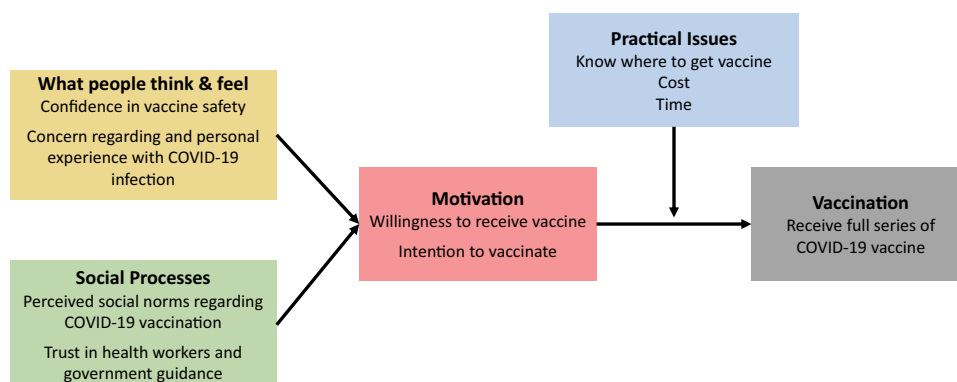 What people think & feel
Confidence in vaccine safety
Concern regarding and personal
experience with COVID-19
infection
Social Processes
Perceived social norms regarding
COVID-19 vaccination
Trust in health workers and
government guidance
Motivation
Willingness to receive vaccine
Intention to vaccinate
Practical Issues
Know where to get vaccine
Cost
Time
Vaccination
Receive full series of
COVID-19 vaccine